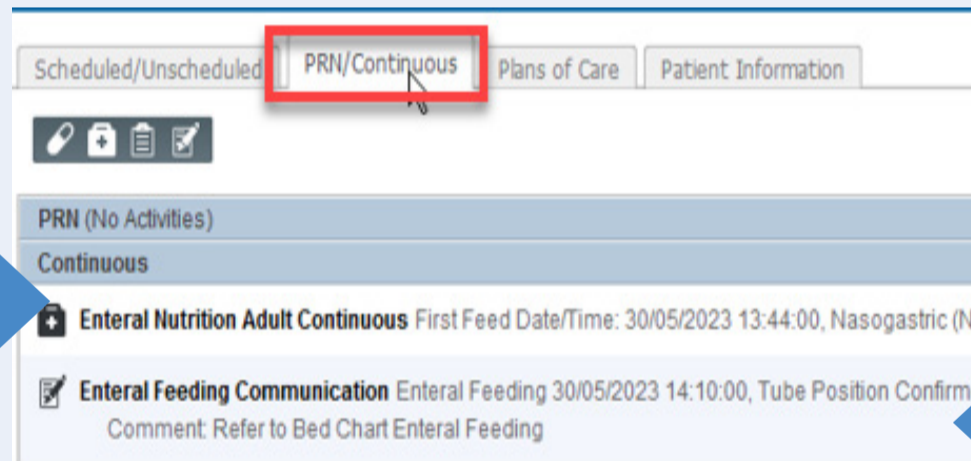 Scheduled/Unscheduled PRN/Continuous Plans of Care Patient Information
PRN (No Activities)
Continuous
Enteral Nutrition Adult Continuous First Feed Date/Time: 30/05/2023 13:44:00, Nasogastric (N
Enteral Feeding Communication Enteral Feeding 30/05/2023 14:10:00, Tube Position Confirm
Comment: Refer to Bed Chart Enteral Feeding